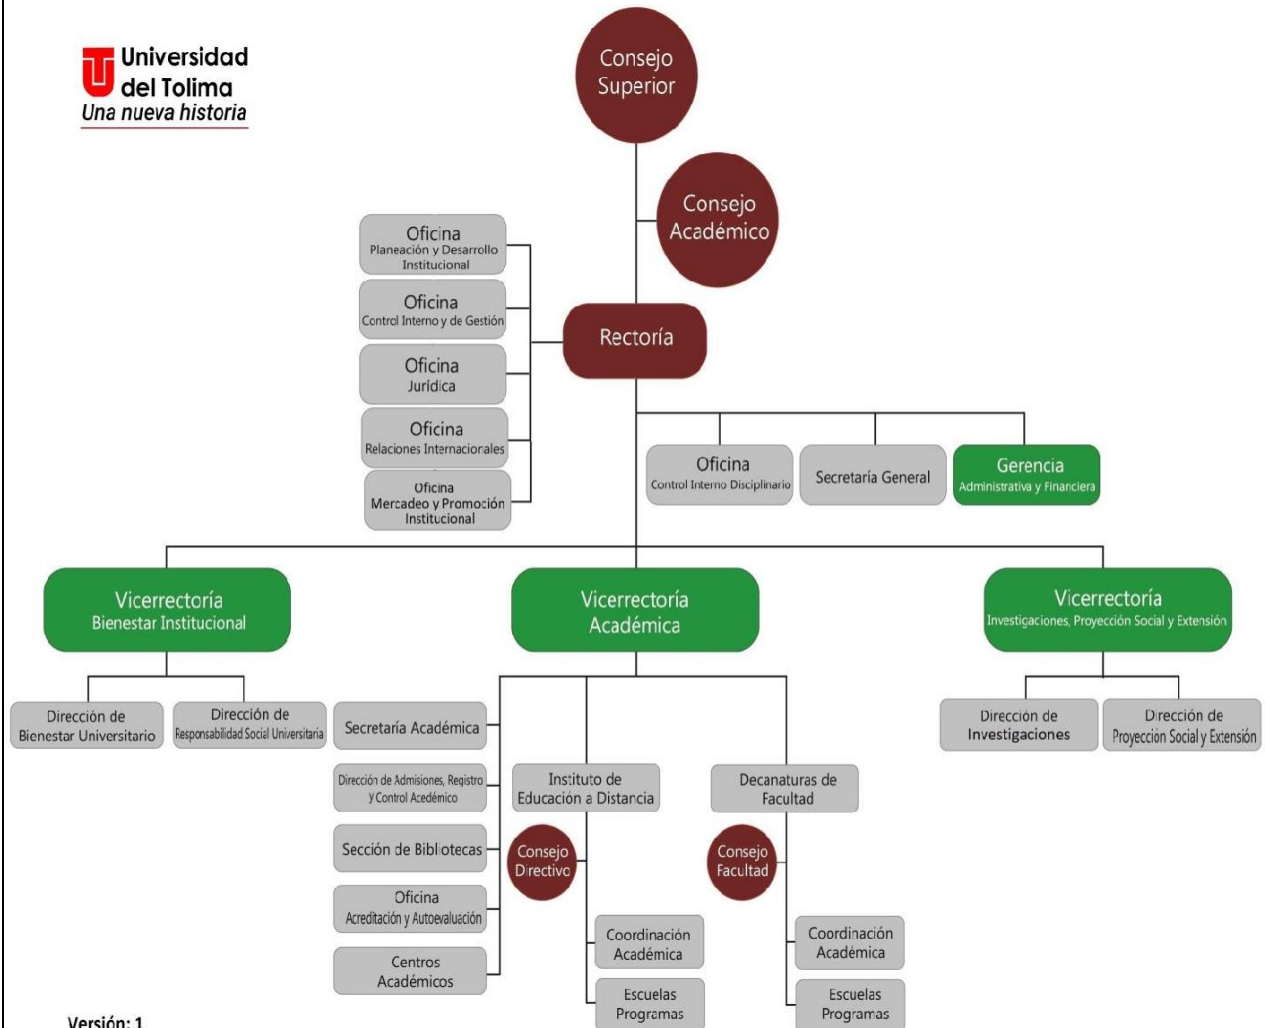 Universidad
del Tolima
Una nueva historia
Consejo
Superior
Consejo
Académico
Oficina
Planeación y Desarrollo
Institucional
Oficina
Control Interno y de Gestión
Oficina
Jurídica
Oficina
Relaciones Internacionales
Oficina
Mercadeo y Promoción
Institucional
Rectoría
Oficina
Control Interno Disciplinario
Secretaría General
Gerencia
Administrativa y Financiera
Vicerrectoría
Bienestar Institucional
Vicerrectoría
Académica
Vicerrectoría
Investigaciones, Proyección Social y Extensión
Dirección de
Bienestar Universitario
Dirección de
Responsabilidad Social Universitaria
Secretaría Académica
Dirección de Admisiones, Registro
y Control Acedémico
Sección de Bibliotecas
Oficina
Acreditación y Autoevaluación
Centros
Académicos
Instituto de
Educación a Distancia
Consejo
Directivo
Coordinación
Académica
Escuelas
Programas
Decanaturas de
Facultad
Consejo
Facultad
Coordinación
Académica
Escuelas
Programas
Dirección de
Investigaciones
Dirección de
Proyección Social y Extensión
Versión: 1